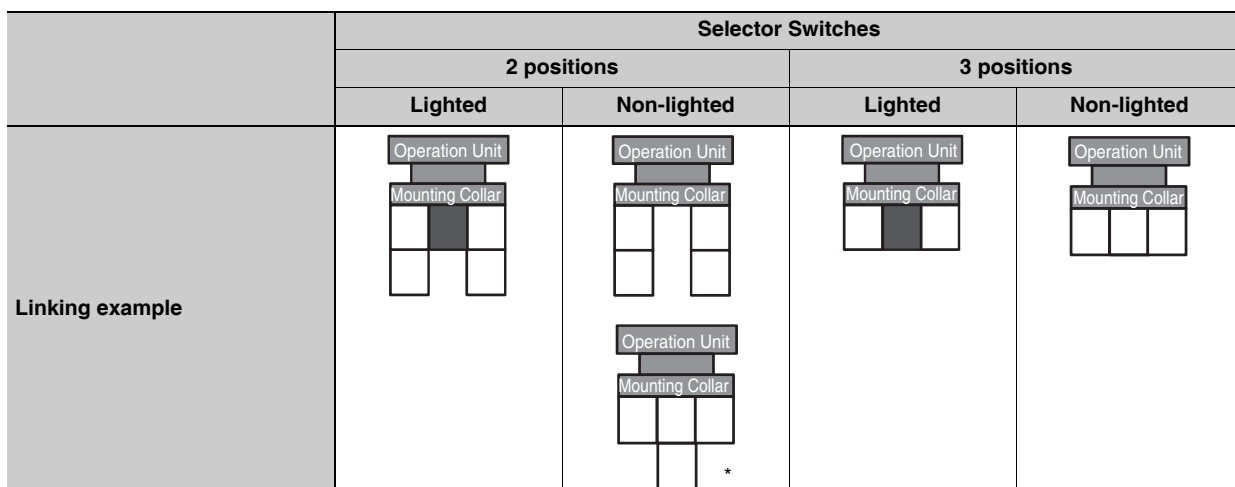 Selector Switches
2 positions
3 positions
Lighted
Non-lighted
Lighted
Non-lighted
Linking example
Operation Unit
Mounting Collar
Operation Unit
Mounting Collar
Operation Unit
Mounting Collar
*
Operation Unit
Mounting Collar
Operation Unit
Mounting Collar